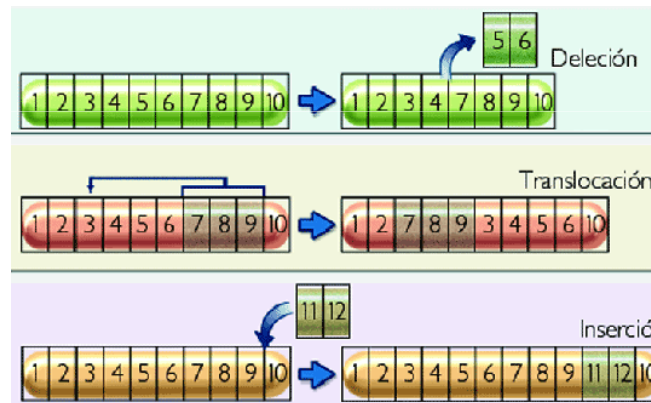 5 6
Deleción
1 2 3 4 5 6 7 8 9 10 1 2 3 4 7 8 9 10
Translocación
1 2 3 4 5 6 7 8 9 10 1 2 7 8 9 3 4 5 6 10
11 12
Inserció
1 2 3 4 5 6 7 8 9 10 1 2 3 4 5 6 7 8 9 11 12 10